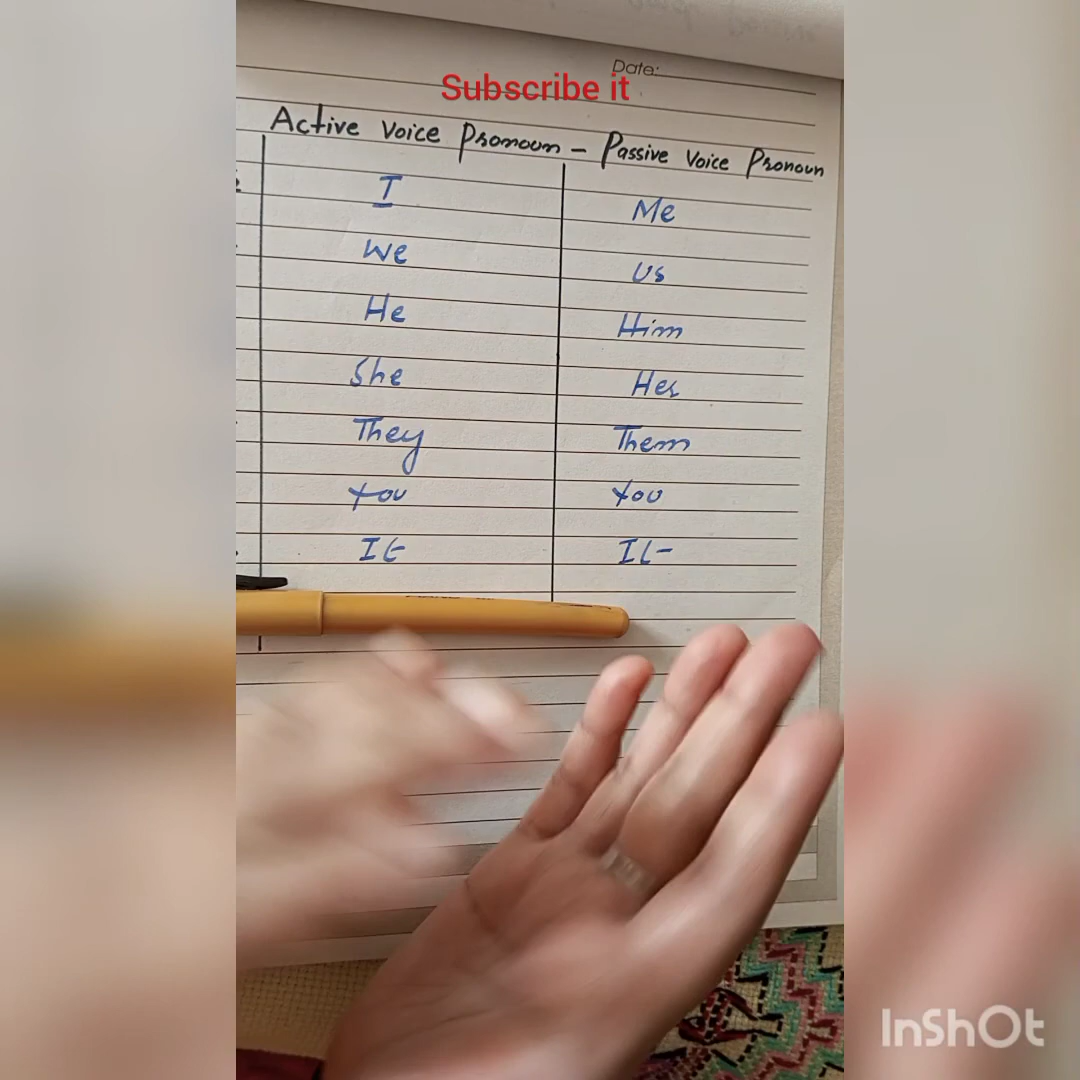 Date:
Subscribe it
Active Voice Pronoun - Passive Voice Pronoun
I Me
We Us
He Him
She Her
They Them
You You
It It
InShOt